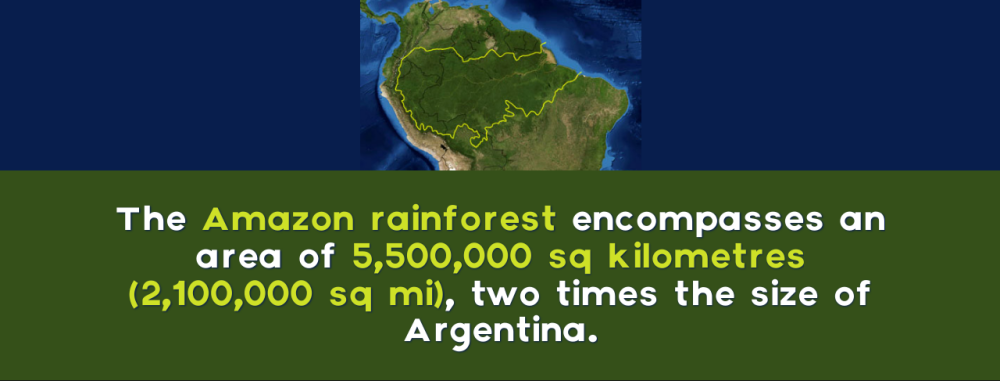 The Amazon rainforest encompasses an
area of 5,500,000 sq kilometres
(2,100,000 sq mi), two times the size of
Argentina.